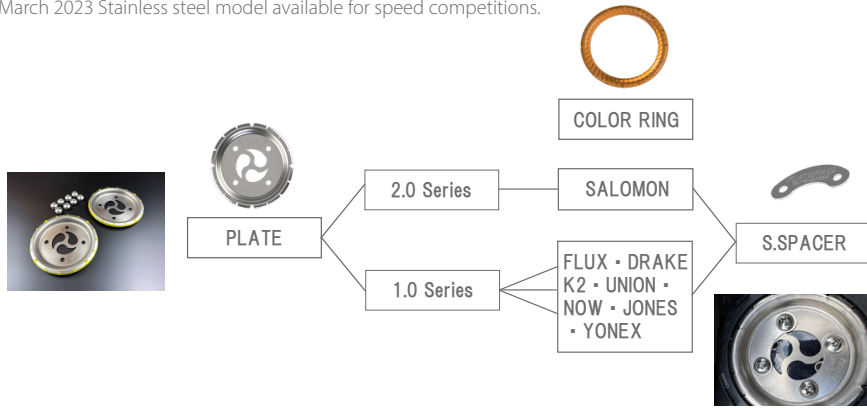 March 2023 Stainless steel model available for speed competitions.
COLOR RING
2.0 Series
SALOMON
PLATE
S.SPACER
1.0 Series
FLUX・DRAKE
K2・UNION・
NOW・JONES
・YONEX